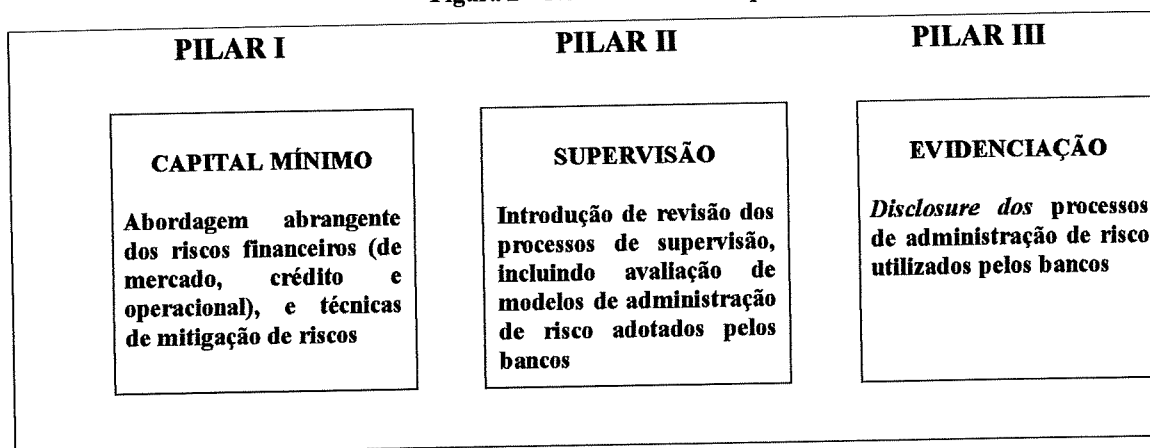 PILAR I
CAPITAL MÍNIMO
Abordagem abrangente
dos riscos financeiros (de
mercado, crédito e
operacional), e técnicas
de mitigação de riscos
PILAR II
SUPERVISÃO
Introdução de revisão dos
processos de supervisão,
incluindo avaliação de
modelos de administração
de risco adotados pelos
bancos
PILAR III
EVIDENCIAÇÃO
Disclosure dos processos
de administração de risco
utilizados pelos bancos